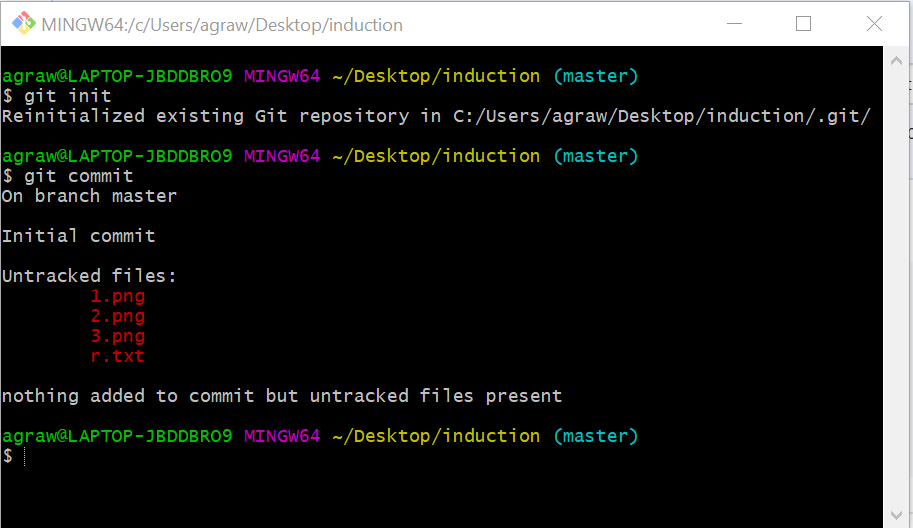 MINGW64:/c/Users/agraw/Desktop/induction
agraw@LAPTOP-JBDDBRO9 MINGW64 ~/Desktop/induction (master)
$ git init
Reinitialized existing Git repository in C:/Users/agraw/Desktop/induction/.git/
agraw@LAPTOP-JBDDBRO9 MINGW64 ~/Desktop/induction (master)
$ git commit
On branch master
Initial commit
Untracked files:
1.png
2.png
3.png
r.txt
nothing added to commit but untracked files present
agraw@LAPTOP-JBDDBRO9 MINGW64 ~/Desktop/induction (master)
$